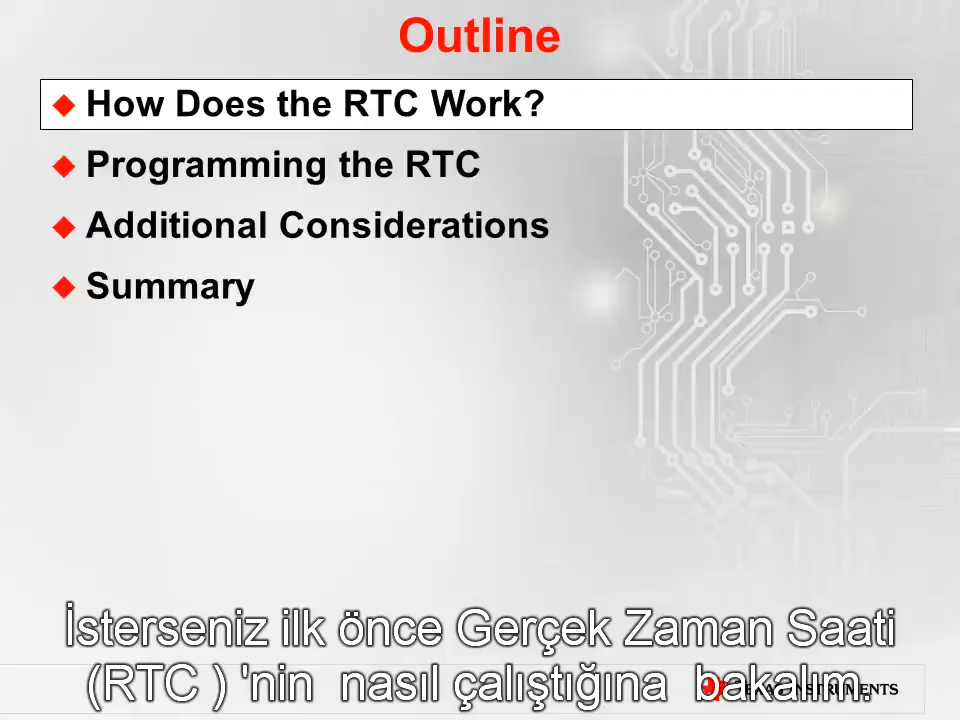 Outline
How Does the RTC Work?
Programming the RTC
Additional Considerations
Summary
İsterseniz ilk önce Gerçek Zaman Saati
(RTC ) 'nin nasıl çalıştığına bakalım.
INSTRUMENTS